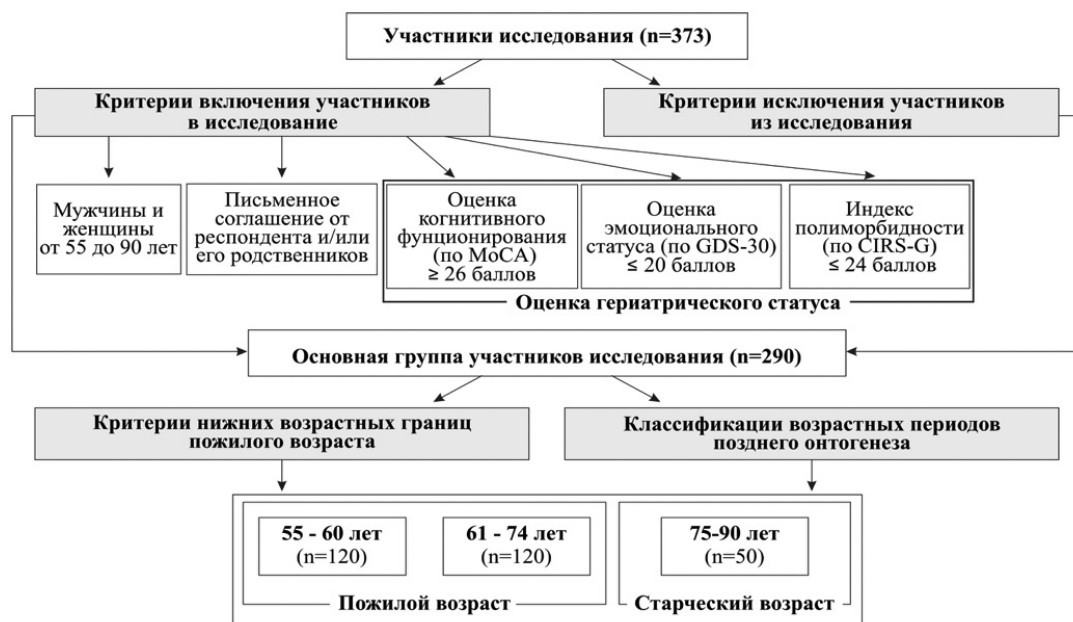 Участники исследования (n=373)
Критерии включения участников
в исследование
Критерии исключения участников
из исследования
Мужчины и
женщины
от 55 до 90 лет
Письменное
соглашение от
респондента и/или
его родственников
Оценка
когнитивного
фунционирования
(по MoCA)
≥ 26 баллов
Оценка
эмоционального
статуса (по GDS-30)
≤ 20 баллов
Индекс
полиморбидности
(по CIRS-G)
≤ 24 баллов
Оценка гериатрического статуса
Основная группа участников исследования (n=290)
Критерии нижних возрастных границ
пожилого возраста
Классификации возрастных периодов
позднего онтогенеза
55 - 60 лет
(n=120)
61 - 74 лет
(n=120)
75-90 лет
(n=50)
Пожилой возраст
Старческий возраст